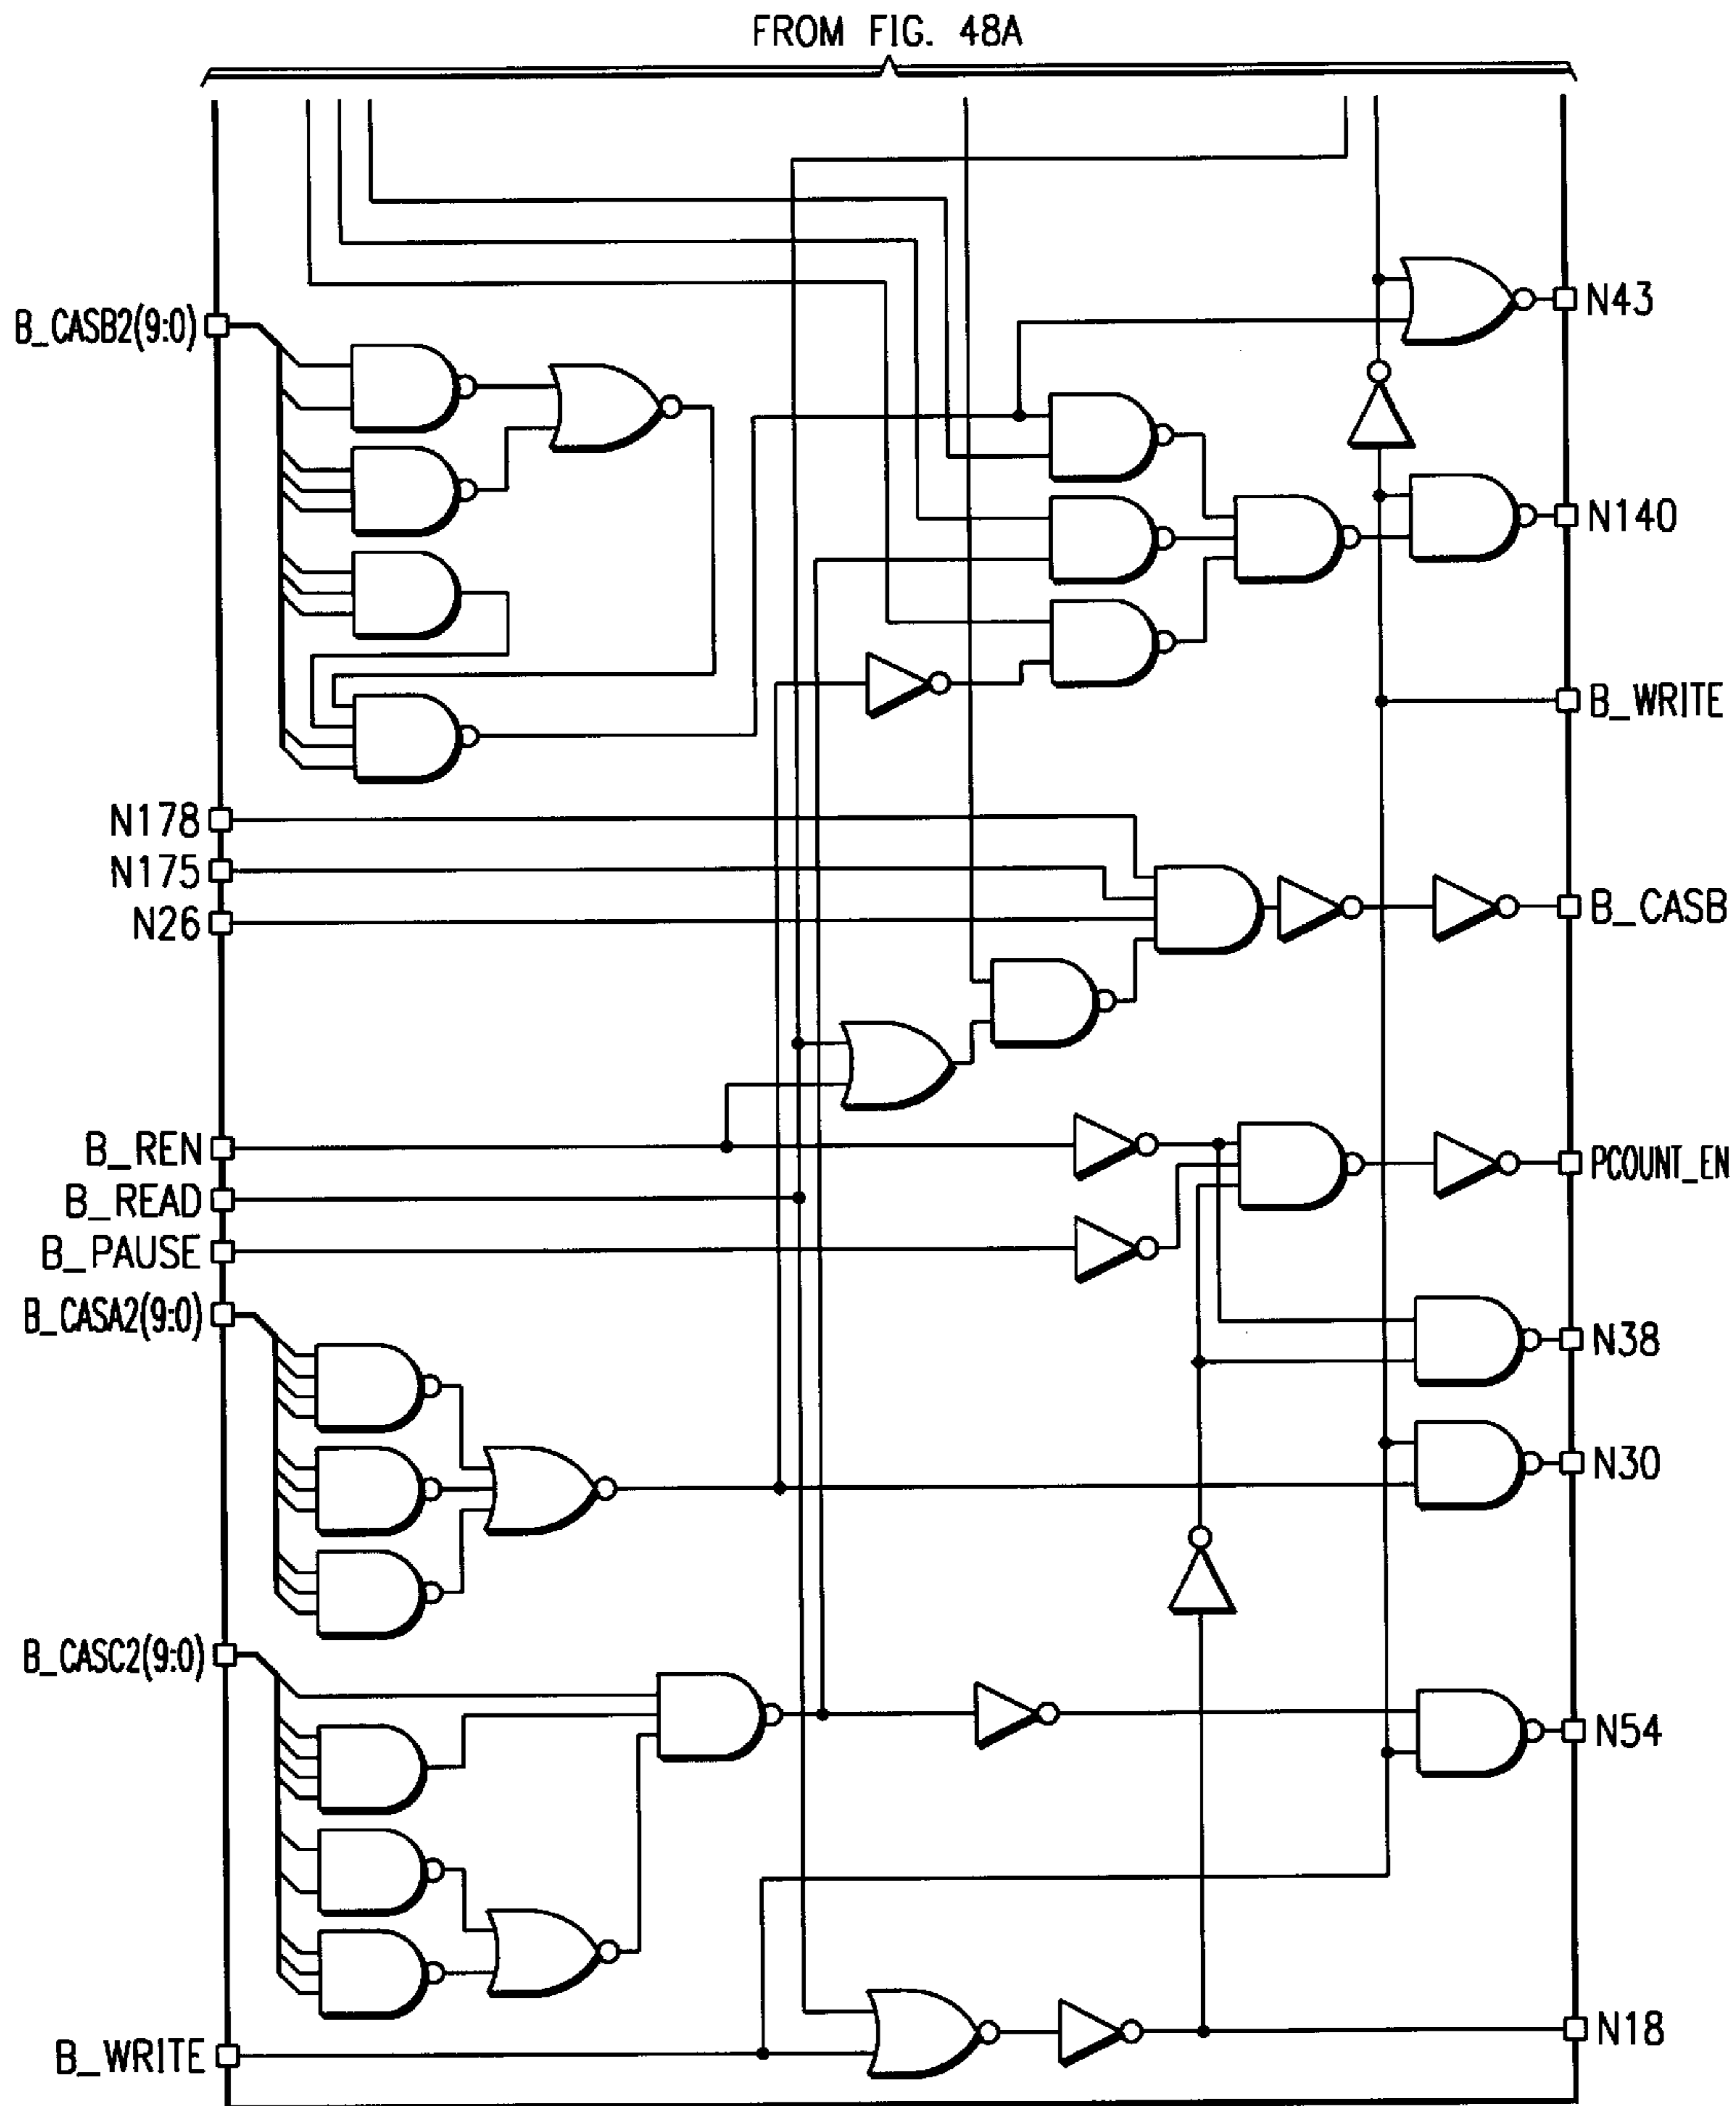 FROM FIG. 48A
B_CASB2(9:0)
N43
N140
B_WRITE
N178
N175
N26
B_CASB
B_REN
B_READ
B_PAUSE
PCOUNT_EN
B_CASA2(9:0)
N38
N30
B_CASC2(9:0)
N54
B_WRITE
N18